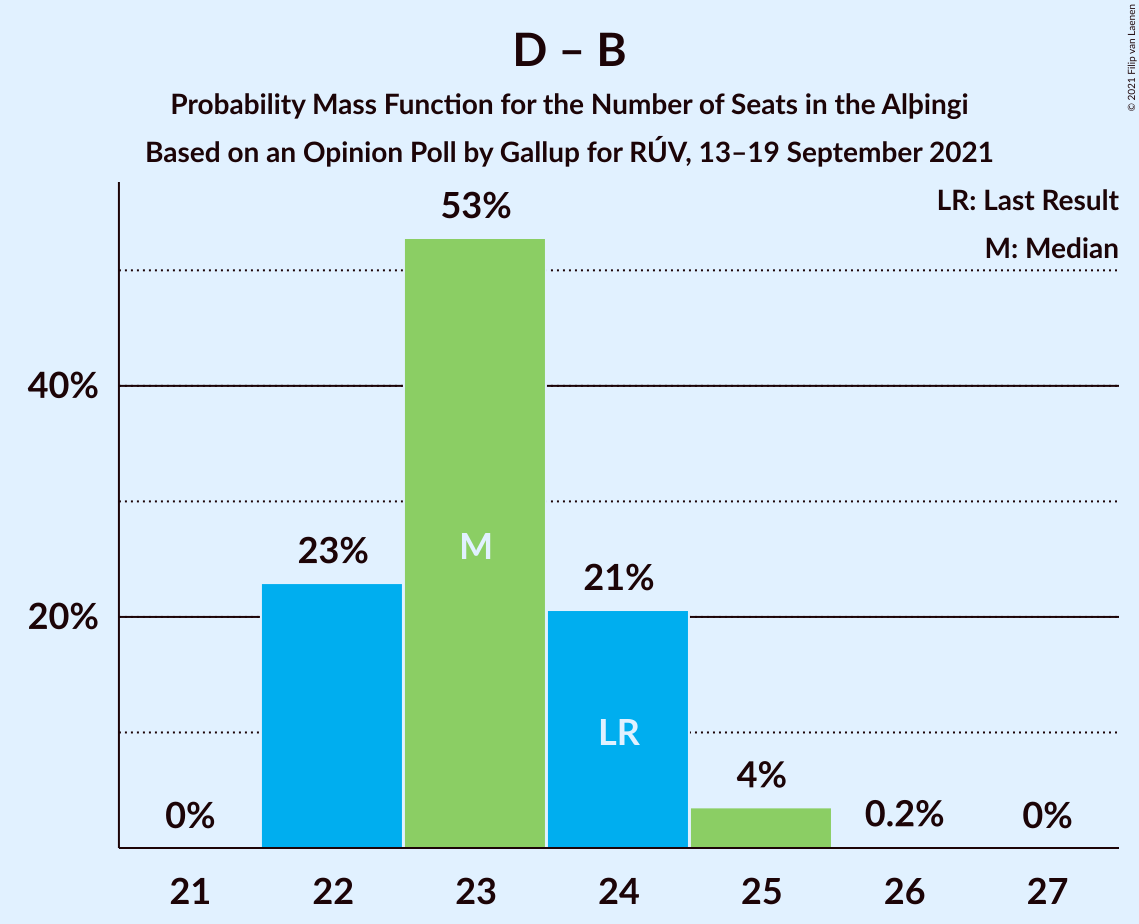 D – B
Probability Mass Function for the Number of Seats in the Alþingi
Based on an Opinion Poll by Gallup for RÚV, 13–19 September 2021
© 2021 Filip van Laenen
LR: Last Result
M: Median
53%
40%
23%
M
21%
20%
LR
4%
0%
0.2%
0%
21
22
23
24
25
26
27